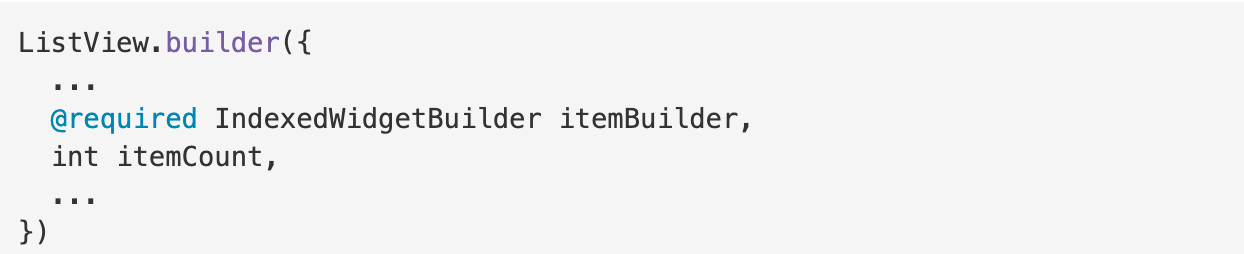 ListView.builder({
...
@required IndexedWidgetBuilder itemBuilder,
int itemCount,
...
})